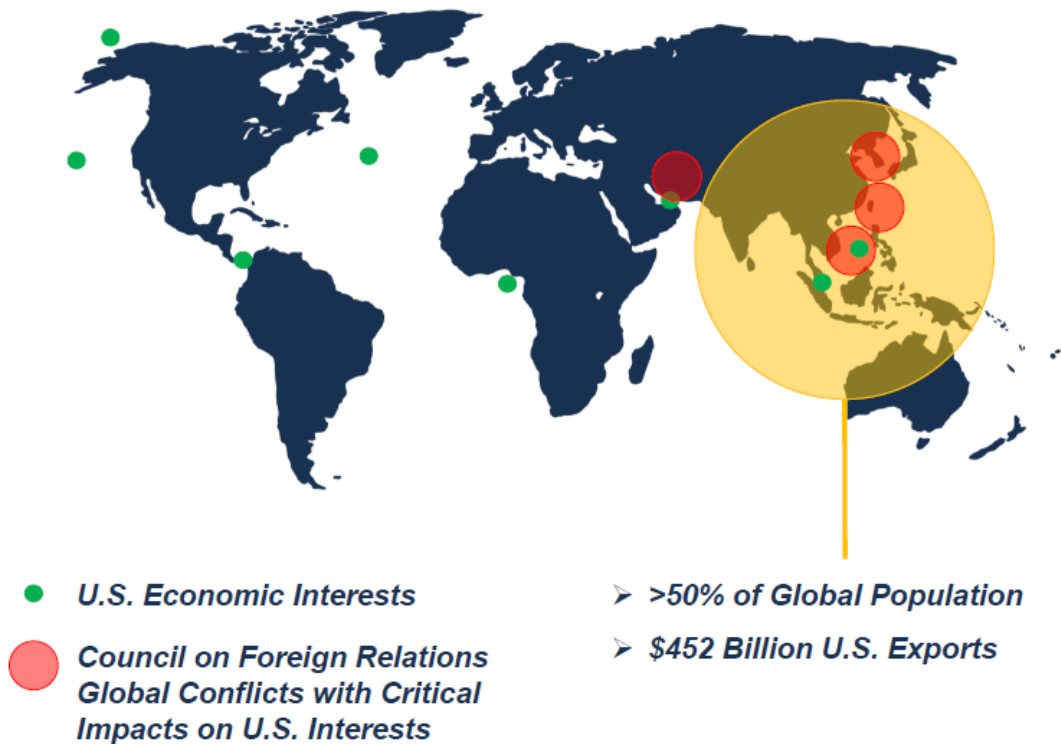 U.S. Economic Interests
Council on Foreign Relations
Global Conflicts with Critical
Impacts on U.S. Interests
➢ >50% of Global Population
➢ $452 Billion U.S. Exports